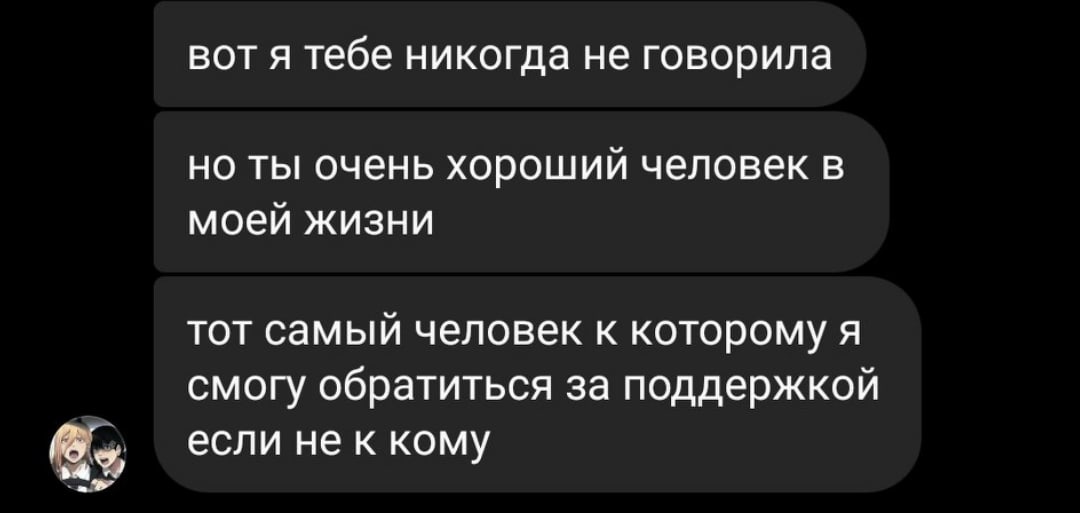 вот я тебе никогда не говорила
но ты очень хороший человек в
моей жизни
тот самый человек к которому я
смогу обратиться за поддержкой
если не к кому